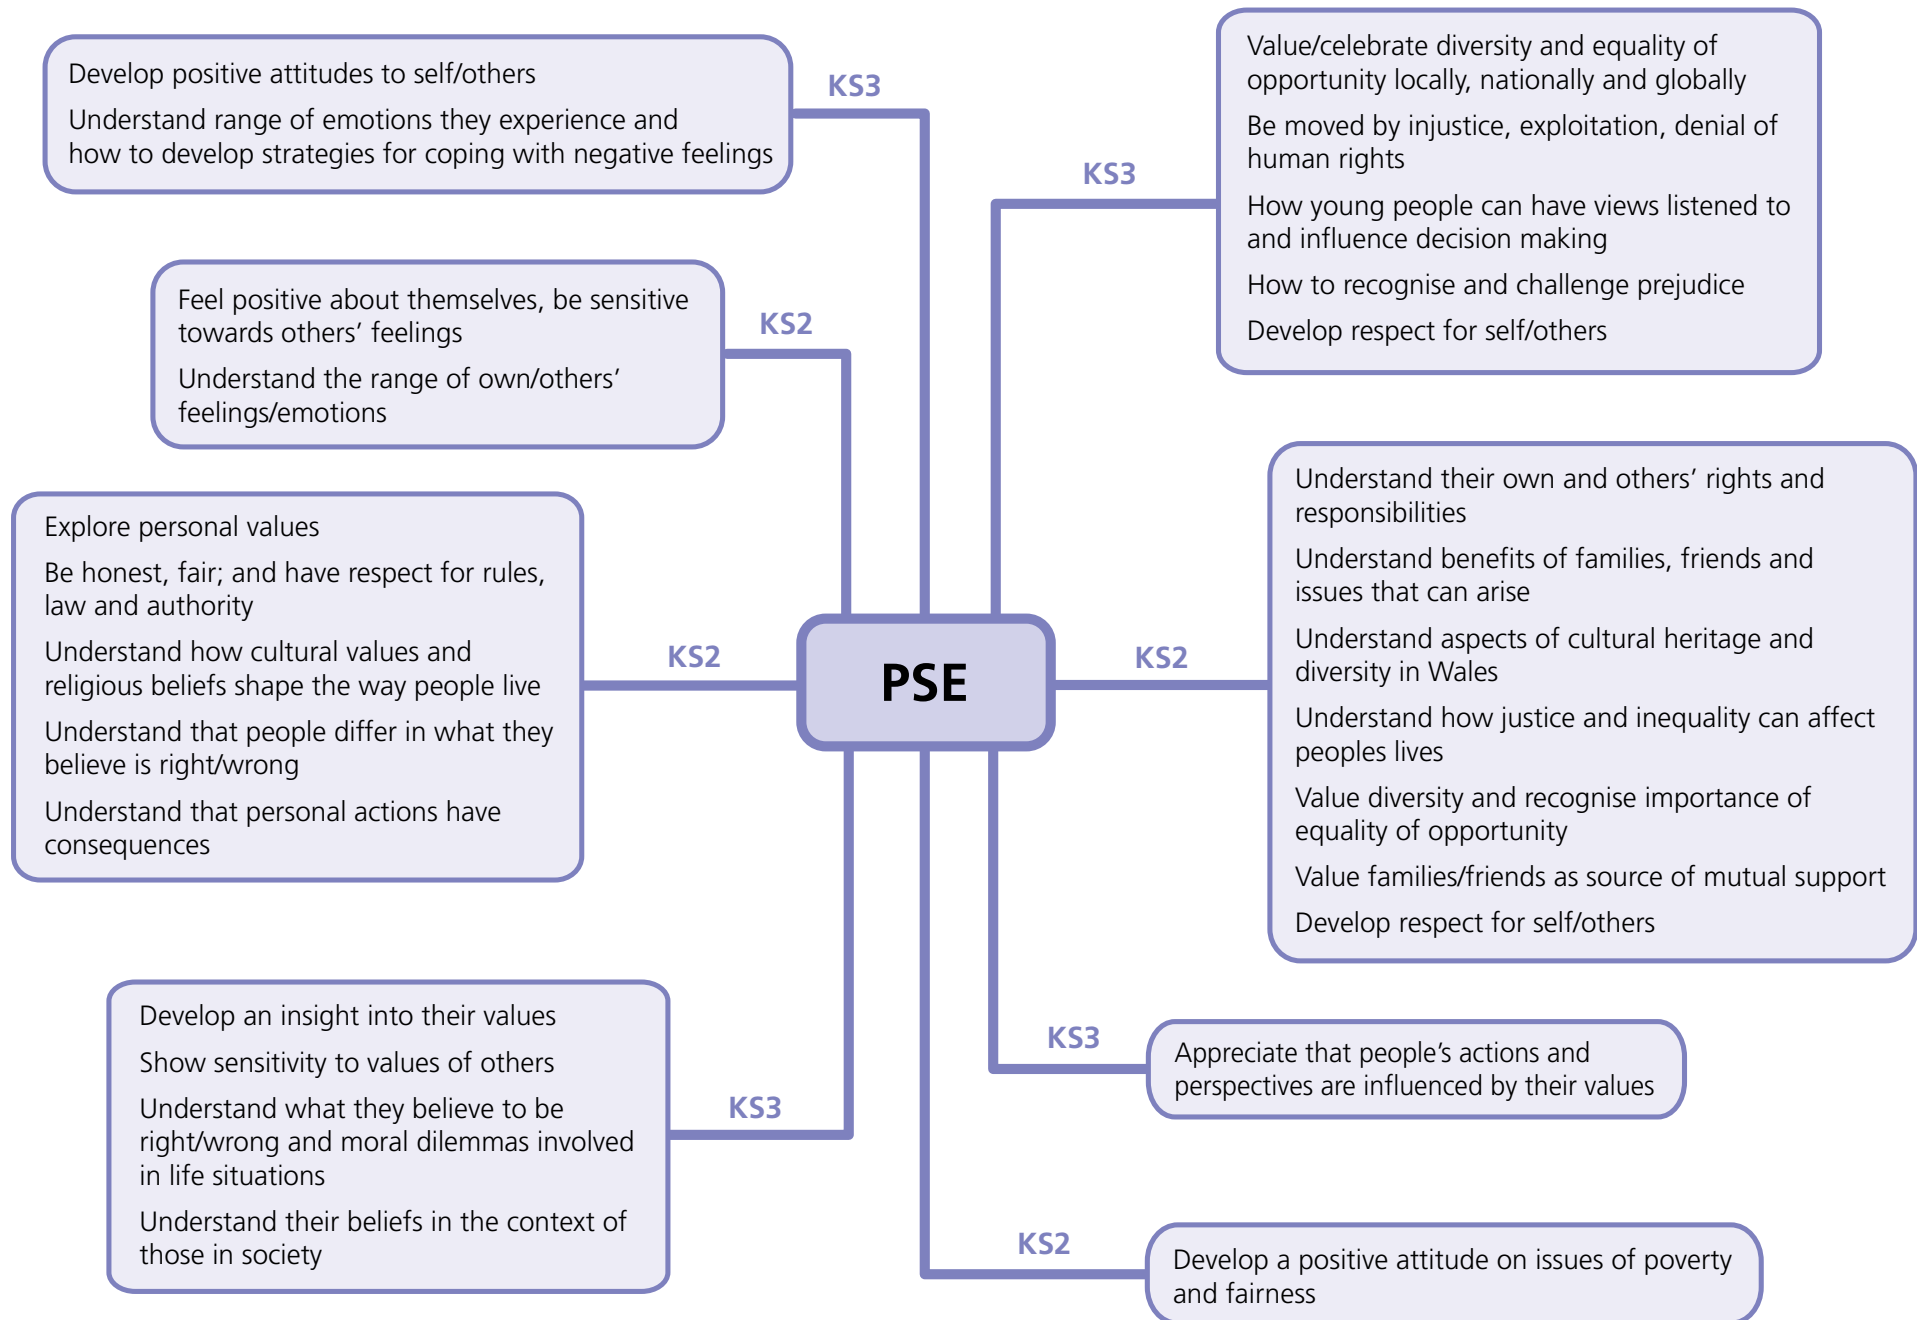 Develop positive attitudes to self/others
Understand range of emotions they experience and
how to develop strategies for coping with negative feelings
KS3
Value/celebrate diversity and equality of
opportunity locally, nationally and globally
Be moved by injustice, exploitation, denial of
human rights
How young people can have views listened to
and influence decision making
How to recognise and challenge prejudice
Develop respect for self/others
KS3
Feel positive about themselves, be sensitive
towards others’ feelings
Understand the range of own/others’
feelings/emotions
KS2
Explore personal values
Be honest, fair; and have respect for rules,
law and authority
Understand how cultural values and
religious beliefs shape the way people live
Understand that people differ in what they
believe is right/wrong
Understand that personal actions have
consequences
KS2
PSE
KS2
Understand their own and others’ rights and
responsibilities
Understand benefits of families, friends and
issues that can arise
Understand aspects of cultural heritage and
diversity in Wales
Understand how justice and inequality can affect
peoples lives
Value diversity and recognise importance of
equality of opportunity
Value families/friends as source of mutual support
Develop respect for self/others
Develop an insight into their values
Show sensitivity to values of others
Understand what they believe to be
right/wrong and moral dilemmas involved
in life situations
Understand their beliefs in the context of
those in society
KS3
KS3
Appreciate that people’s actions and
perspectives are influenced by their values
KS2
Develop a positive attitude on issues of poverty
and fairness